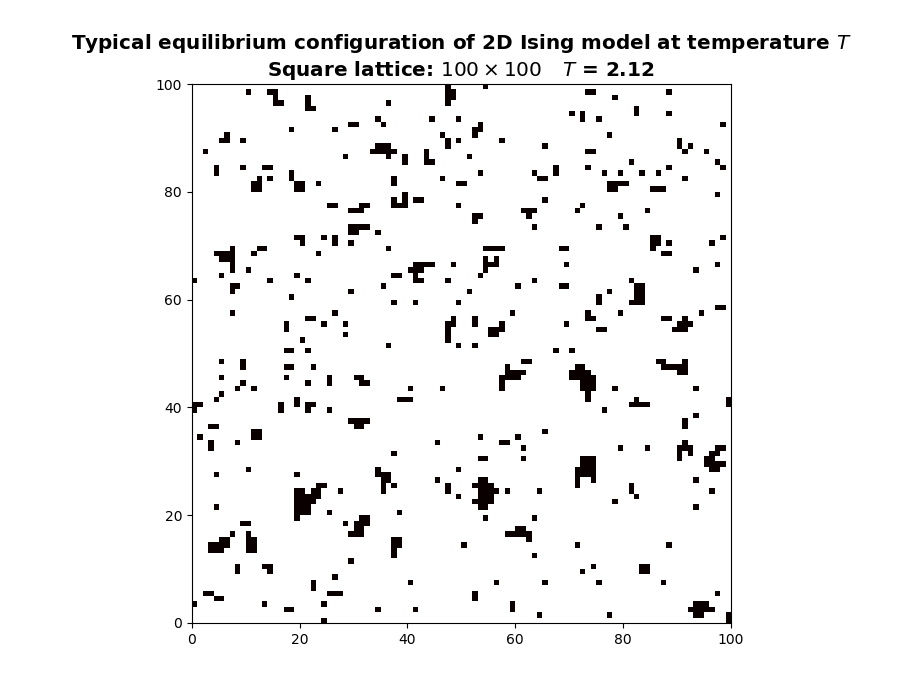 Typical equilibrium configuration of 2D Ising model at temperature T
Square lattice: 100 × 100 T = 2.12
100
80
60
40
20
0
0 20 40 60 80 100